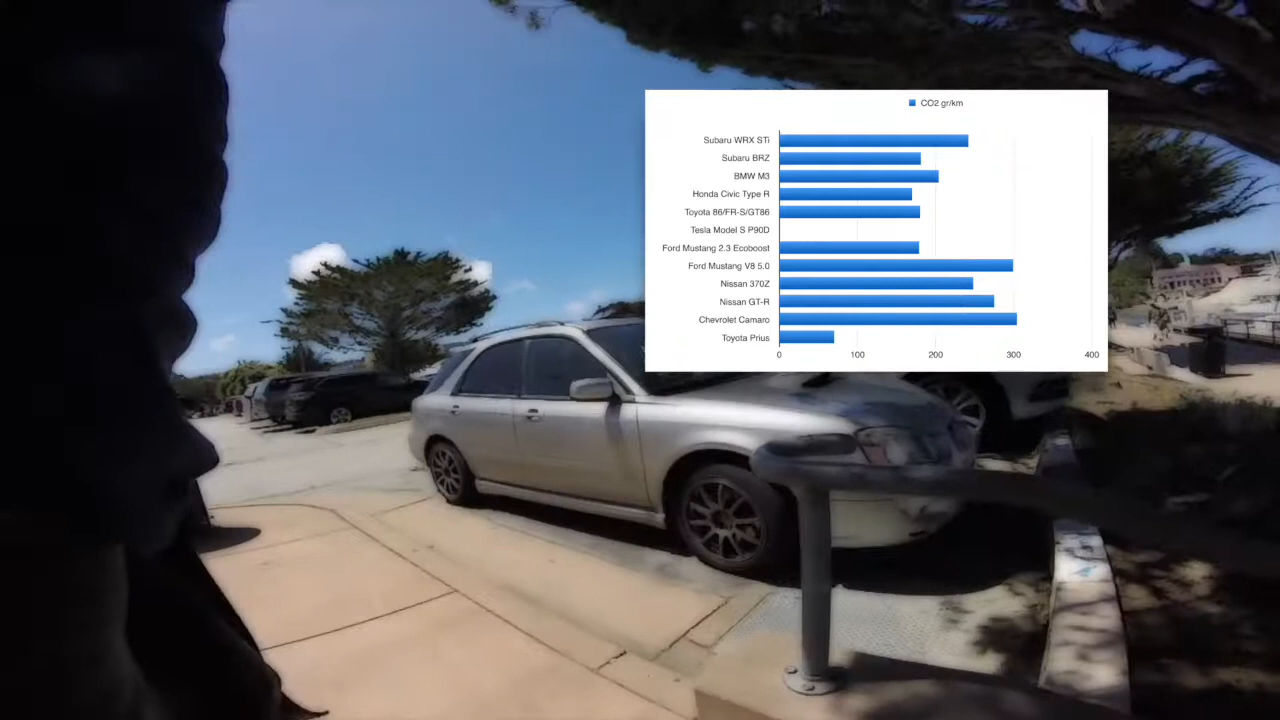 CO2 gr/km
Subaru WRX STi
Subaru BRZ
BMW M3
Honda Civic Type R
Toyota 86/FR-S/GT86
Tesla Model S P90D
Ford Mustang 2.3 Ecoboost
Ford Mustang V8 5.0
Nissan 370Z
Nissan GT-R
Chevrolet Camaro
Toyota Prius
0 100 200 300 400